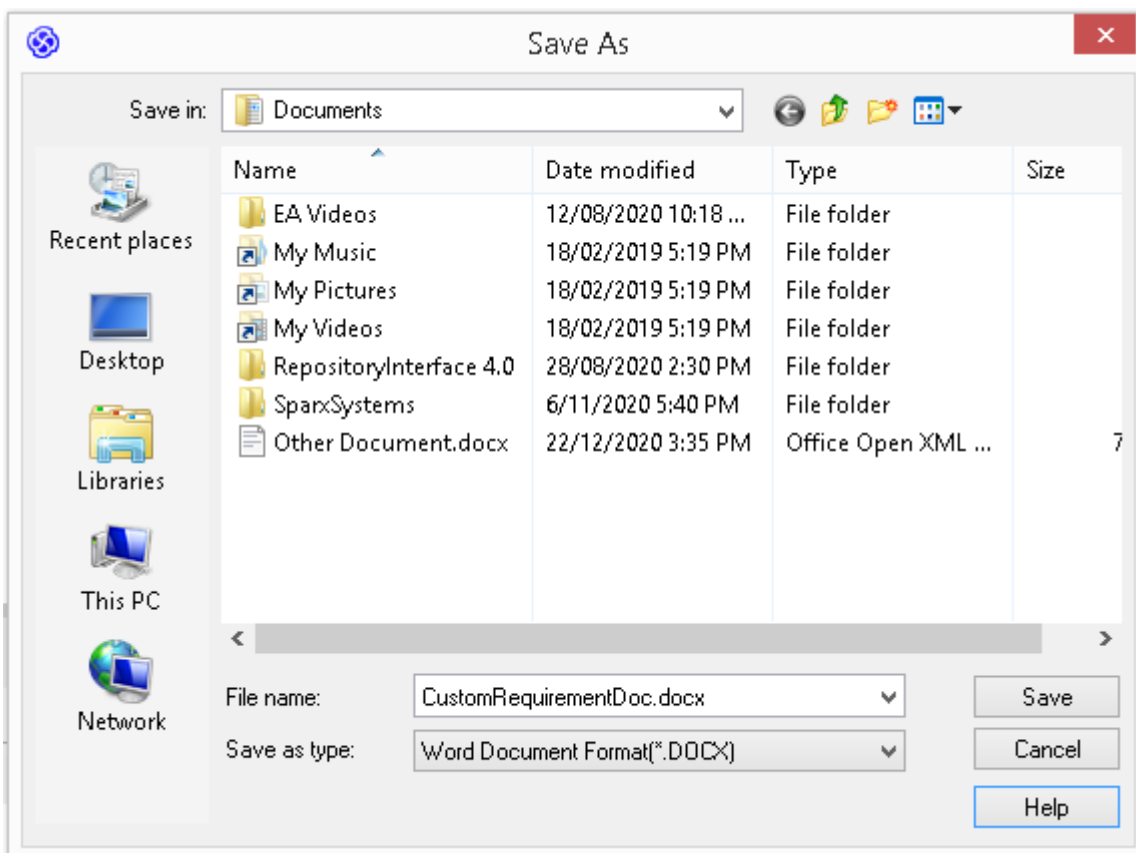 Save As
Save in: Documents
Name Date modified Type Size
EA Videos 12/08/2020 10:18 ... File folder
My Music 18/02/2019 5:19 PM File folder
My Pictures 18/02/2019 5:19 PM File folder
My Videos 18/02/2019 5:19 PM File folder
RepositoryInterface 4.0 28/08/2020 2:30 PM File folder
SparxSystems 6/11/2020 5:40 PM File folder
Other Document.docx 22/12/2020 3:35 PM Office Open XML ... 7
Recent places
Desktop
Libraries
This PC
Network
File name: CustomRequirementDoc.docx Save
Save as type: Word Document Format(*.DOCX) Cancel
Help